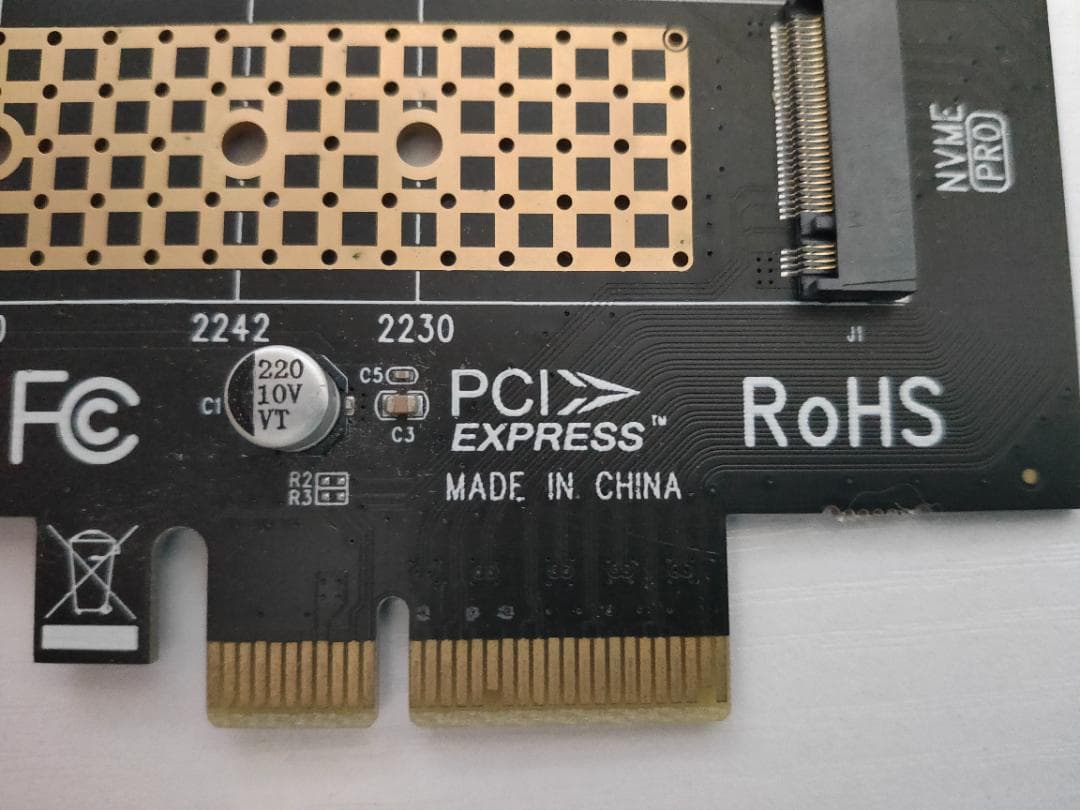 NVME
PRO
J1
2242
2230
FC
C1
220
10V
VT
C5
C3
PCI
EXPRESS™
RoHS
R2
R3
MADE IN CHINA